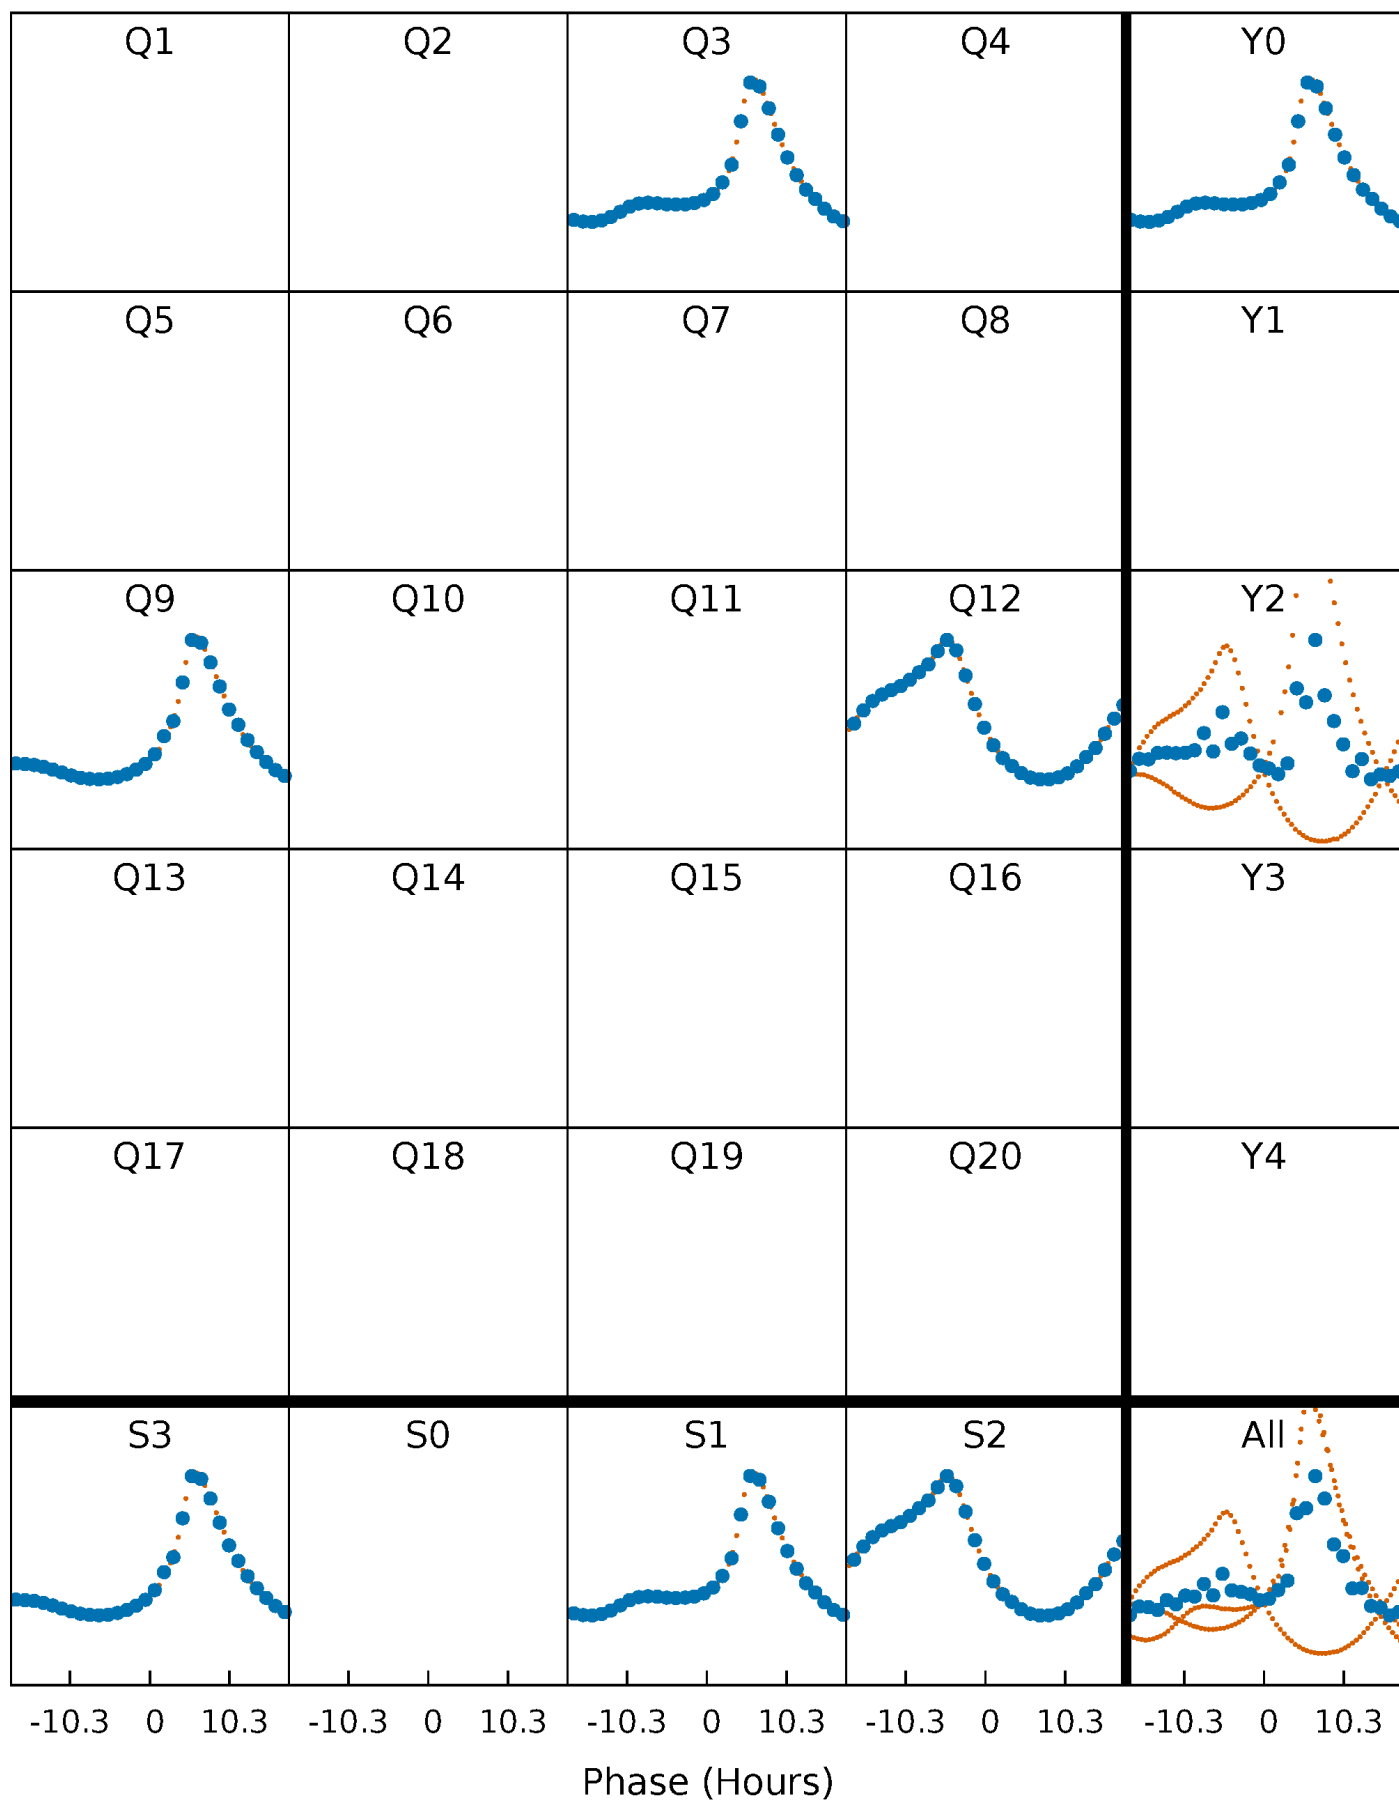 Q1 Q2 Q3 Q4 Y0
Q5 Q6 Q7 Q8 Y1
Q9 Q10 Q11 Q12 Y2
Q13 Q14 Q15 Q16 Y3
Q17 Q18 Q19 Q20 Y4
S3 S0 S1 S2 All
-10.3 0 10.3 -10.3 0 10.3 -10.3 0 10.3 -10.3 0 10.3 -10.3 0 10.3
Phase (Hours)